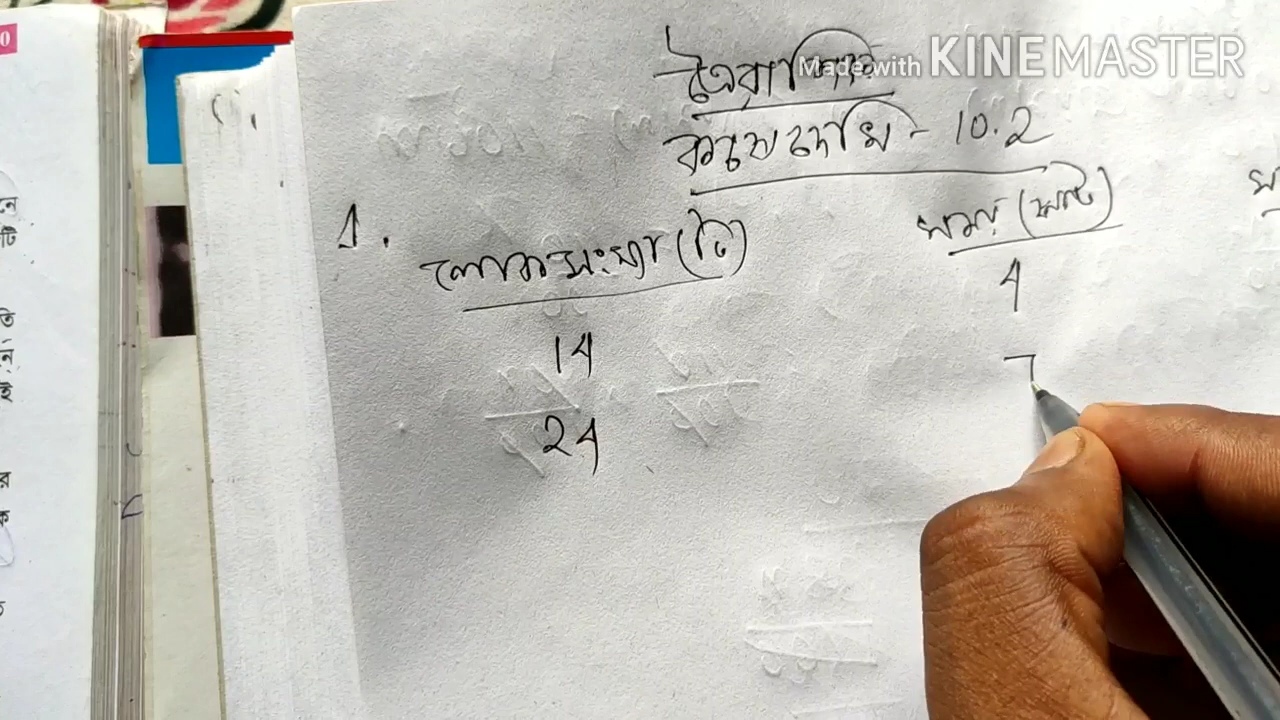 ত্রৈরাশিক
Made with KINEMASTER
কষে দেখি - 10.2
1. লোকসংখ্যা (টি) সময় (ঘন্টা)
14 4
24 7